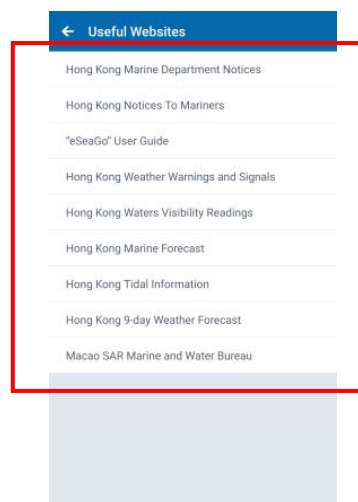 Useful Websites
Hong Kong Marine Department Notices
Hong Kong Notices To Mariners
"eSeaGo" User Guide
Hong Kong Weather Warnings and Signals
Hong Kong Waters Visibility Readings
Hong Kong Marine Forecast
Hong Kong Tidal Information
Hong Kong 9-day Weather Forecast
Macao SAR Marine and Water Bureau